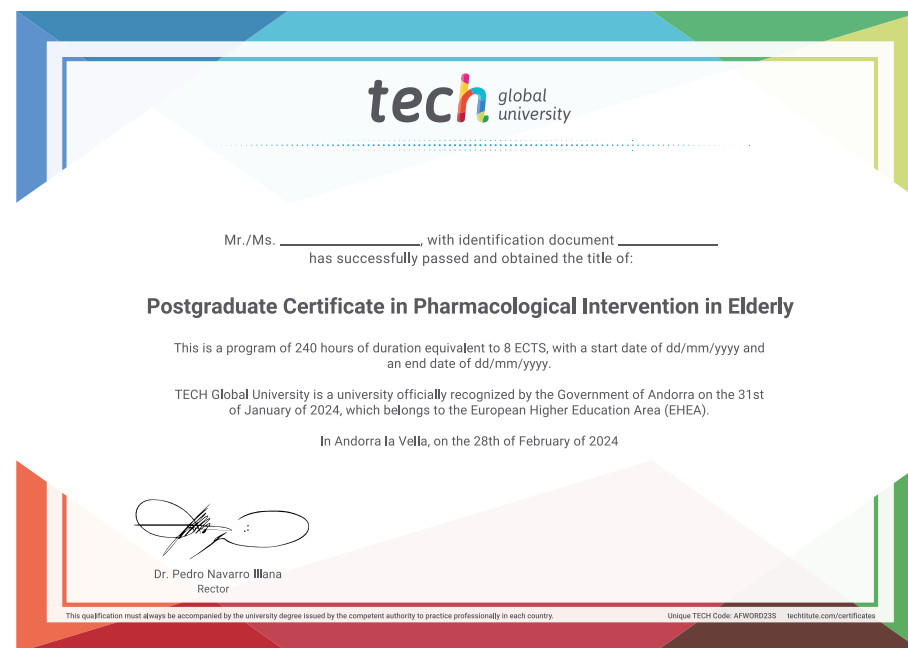 tech global university
Mr./Ms. ____________________, with identification document ______________
has successfully passed and obtained the title of:
Postgraduate Certificate in Pharmacological Intervention in Elderly
This is a program of 240 hours of duration equivalent to 8 ECTS, with a start date of dd/mm/yyyy and
an end date of dd/mm/yyyy.
TECH Global University is a university officially recognized by the Government of Andorra on the 31st
of January of 2024, which belongs to the European Higher Education Area (EHEA).
In Andorra la Vella, on the 28th of February of 2024
Dr. Pedro Navarro Illana
Rector
This qualification must always be accompanied by the university degree issued by the competent authority to practice professionally in each country.
Unique TECH Code: AFWORD23S techtitute.com/certificates